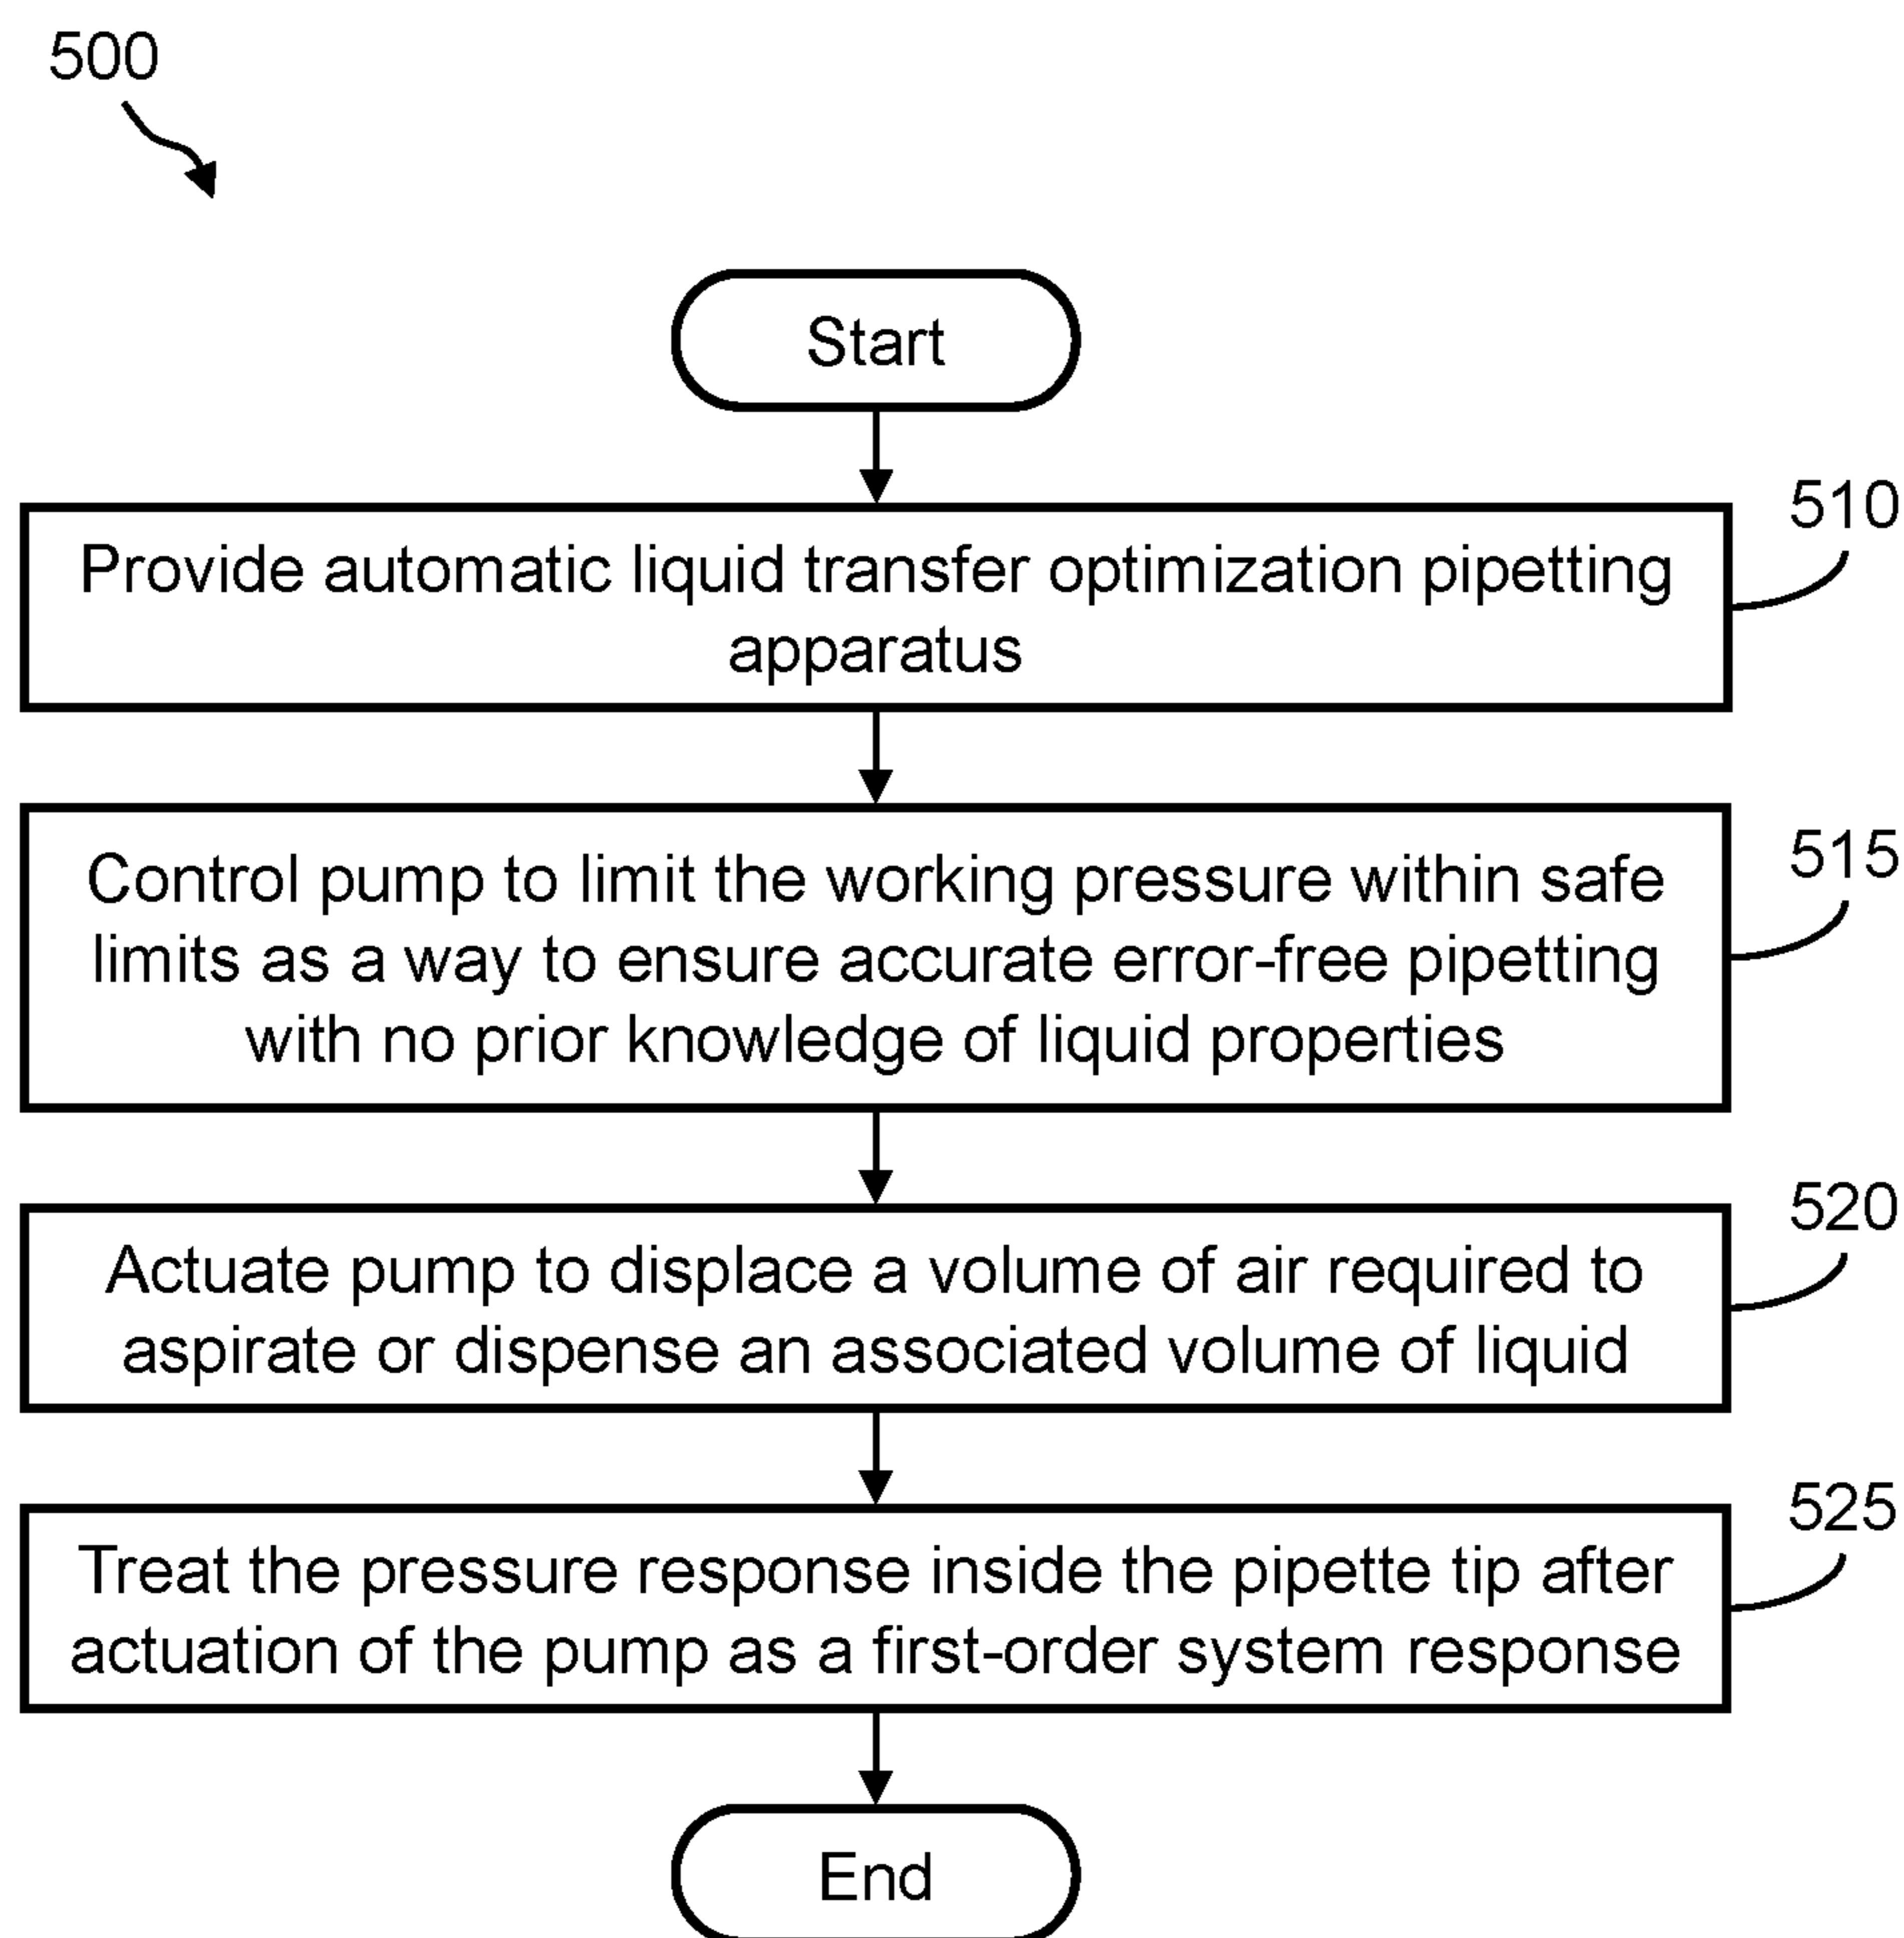 500
Start
510
Provide automatic liquid transfer optimization pipetting
apparatus
515
Control pump to limit the working pressure within safe
limits as a way to ensure accurate error-free pipetting
with no prior knowledge of liquid properties
520
Actuate pump to displace a volume of air required to
aspirate or dispense an associated volume of liquid
525
Treat the pressure response inside the pipette tip after
actuation of the pump as a first-order system response
End